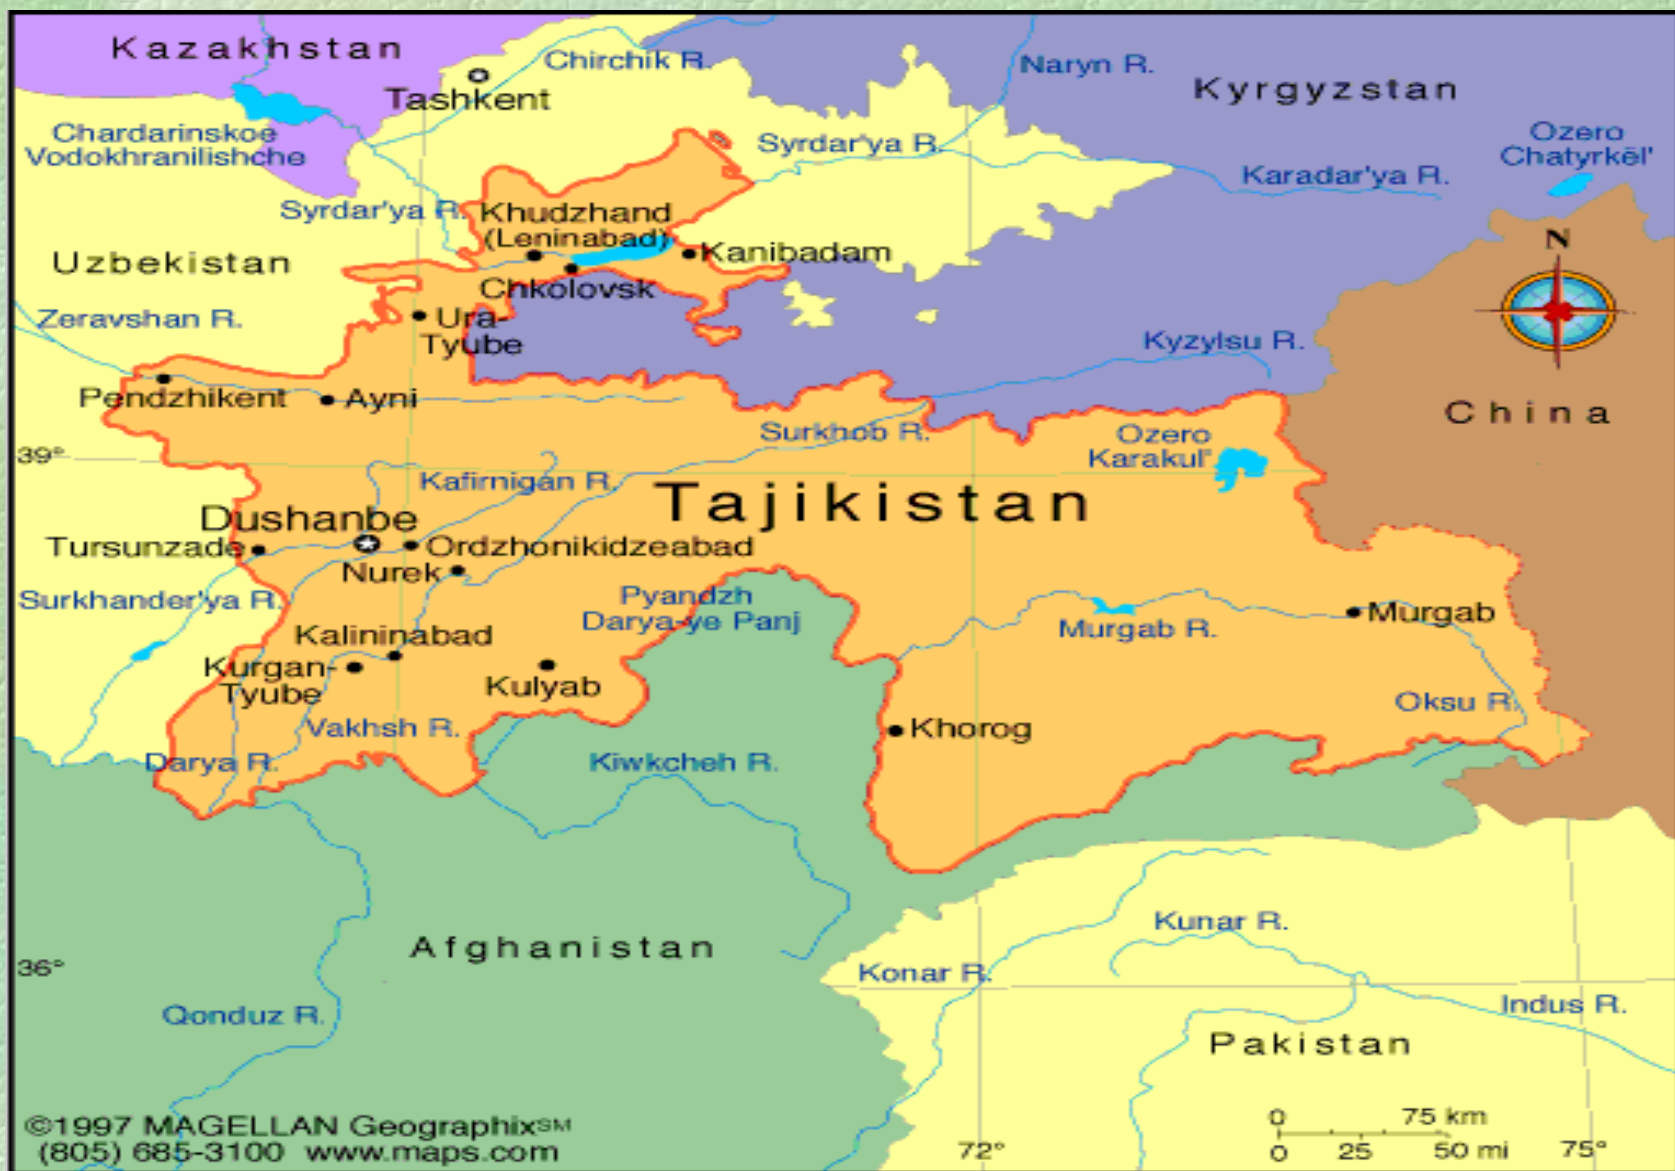 Kazakhstan
Chirchik R.
Naryn R.
Kyrgyzstan
Tashkent
Chardarinskoe
Vodokhranilishche
Syrdar'ya R.
Ozero
Chatyrkël'
Karadar'ya R.
Syrdar'ya R.
Khudzhand
(Leninabad)
Kanibadam
N
Uzbekistan
Chkolovsk
Zeravshan R.
Ura-
Tyube
Kyzylsu R.
Pendzhikent
Ayni
China
Surkhob R.
Ozero
Karakul'
39°
Kafirnigan R.
Tajikistan
Dushanbe
Tursunzade
Ordzhonikidzeabad
Nurek
Surkhander'ya R.
Pyandzh
Darya-ye Panj
Murgab
Murgab R.
Kalininabad
Kurgan-
Tyube
Kulyab
Oksu R.
Vakhsh R.
Khorog
Darya R.
Kiwkcheh R.
Kunar R.
Afghanistan
36°
Konar R.
Indus R.
Qonduz R.
Pakistan
©1997 MAGELLAN Geographix℠
(805) 685-3100 www.maps.com
0 75 km
0 25 50 mi
72°
75°